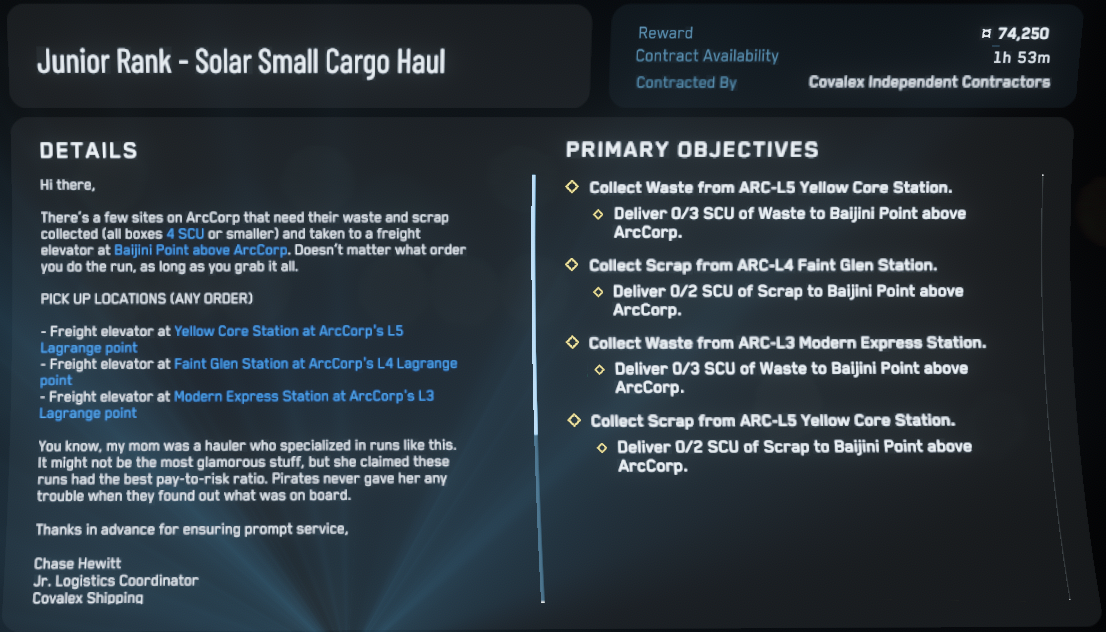 Junior Rank - Solar Small Cargo Haul
Reward ¤ 74,250
Contract Availability 1h 53m
Contracted By Covalex Independent Contractors
DETAILS
Hi there,
There's a few sites on ArcCorp that need their waste and scrap
collected (all boxes 4 SCU or smaller) and taken to a freight
elevator at Baijini Point above ArcCorp. Doesn't matter what order
you do the run, as long as you grab it all.
PICK UP LOCATIONS (ANY ORDER)
- Freight elevator at Yellow Core Station at ArcCorp's L5
Lagrange point
- Freight elevator at Faint Glen Station at ArcCorp's L4 Lagrange
point
- Freight elevator at Modern Express Station at ArcCorp's L3
Lagrange point
You know, my mom was a hauler who specialized in runs like this.
It might not be the most glamorous stuff, but she claimed these
runs had the best pay-to-risk ratio. Pirates never gave her any
trouble when they found out what was on board.
Thanks in advance for ensuring prompt service,
Chase Hewitt
Jr. Logistics Coordinator
Covalex Shipping
PRIMARY OBJECTIVES
Collect Waste from ARC-L5 Yellow Core Station.
Deliver 0/3 SCU of Waste to Baijini Point above
ArcCorp.
Collect Scrap from ARC-L4 Faint Glen Station.
Deliver 0/2 SCU of Scrap to Baijini Point above
ArcCorp.
Collect Waste from ARC-L3 Modern Express Station.
Deliver 0/3 SCU of Waste to Baijini Point above
ArcCorp.
Collect Scrap from ARC-L5 Yellow Core Station.
Deliver 0/2 SCU of Scrap to Baijini Point above
ArcCorp.